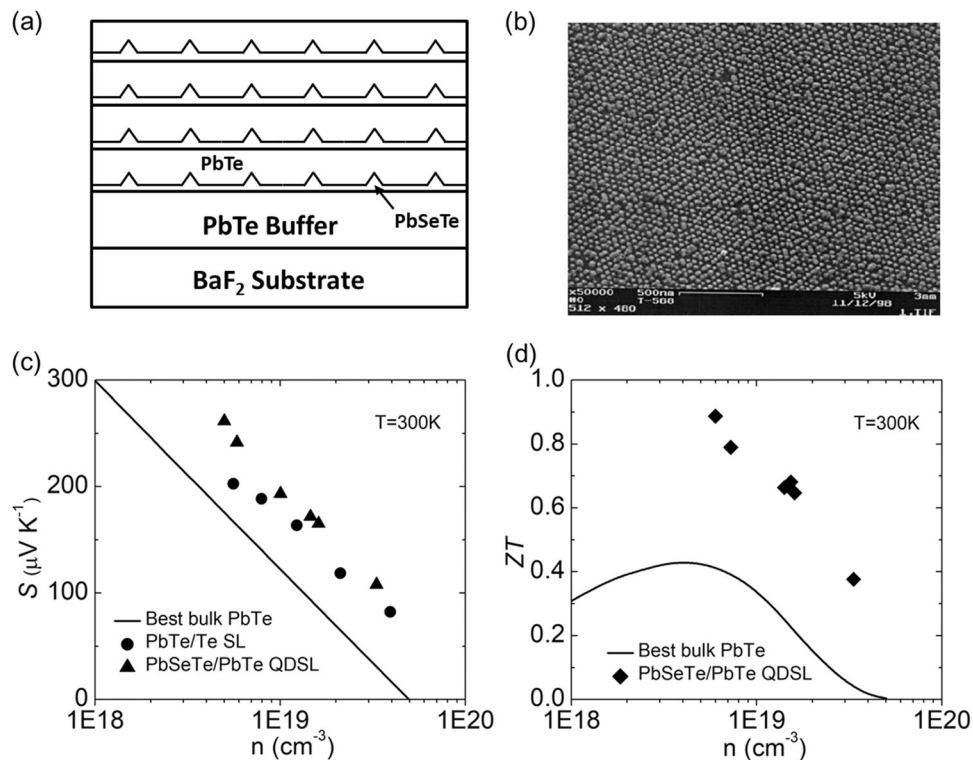 (a)
PbTe
PbSeTe
PbTe Buffer
BaF₂ Substrate
(b)
x50000 500nm 5kV 3mm
#0 T-568 11/12/98
512 x 480 1.TIF
(c)
300
200
100
0
S (μV K⁻¹)
T=300K
Best bulk PbTe
PbTe/Te SL
PbSeTe/PbTe QDSL
1E18 1E19 1E20
n (cm⁻³)
(d)
1.0
0.8
0.6
0.4
0.2
0.0
ZT
T=300K
Best bulk PbTe
PbSeTe/PbTe QDSL
1E18 1E19 1E20
n (cm⁻³)